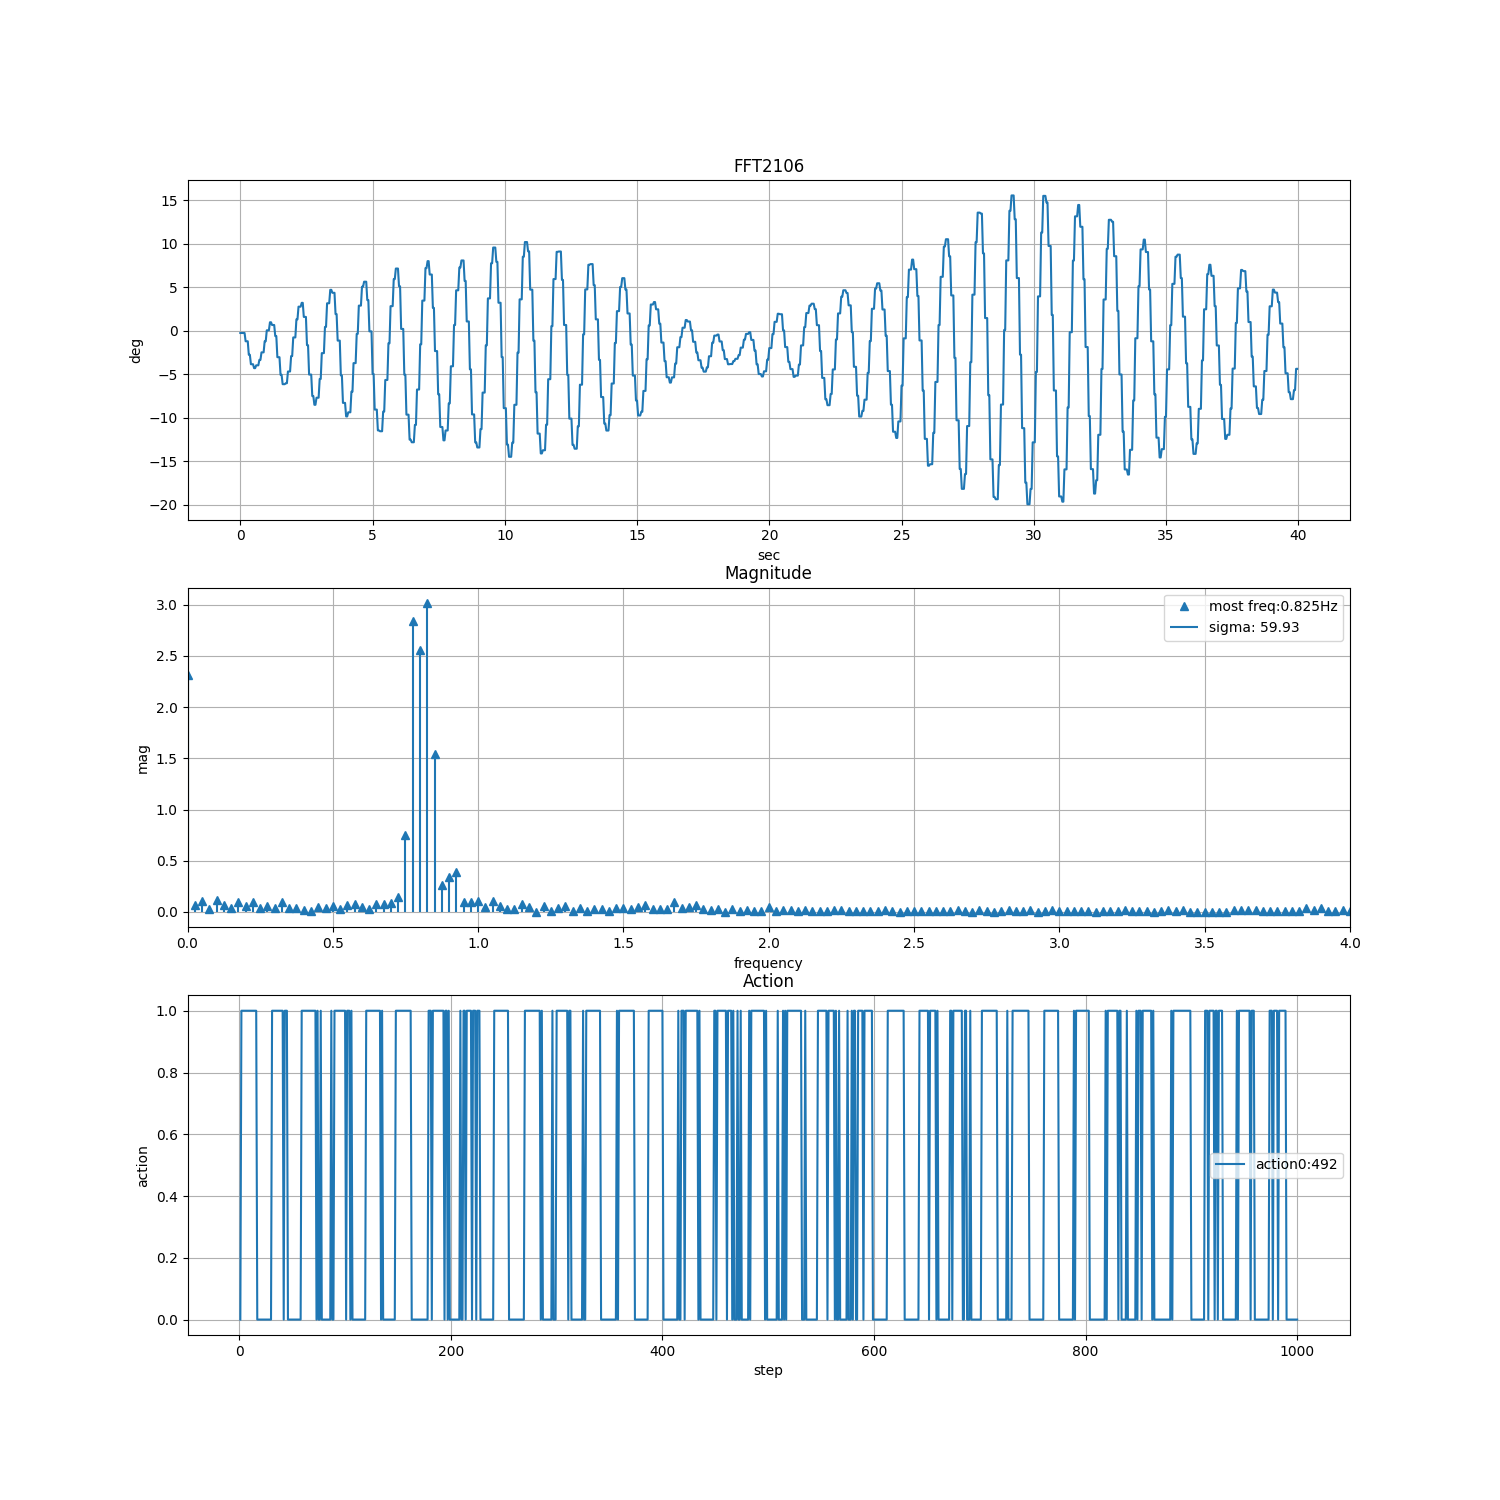 FFT2106
15
10
5
0
−5
−10
−15
−20
deg
0 5 10 15 20 25 30 35 40
sec
Magnitude
3.0
2.5
2.0
1.5
1.0
0.5
0.0
mag
most freq:0.825Hz
sigma: 59.93
0.0 0.5 1.0 1.5 2.0 2.5 3.0 3.5 4.0
frequency
Action
1.0
0.8
0.6
0.4
0.2
0.0
action
action0:492
0 200 400 600 800 1000
step